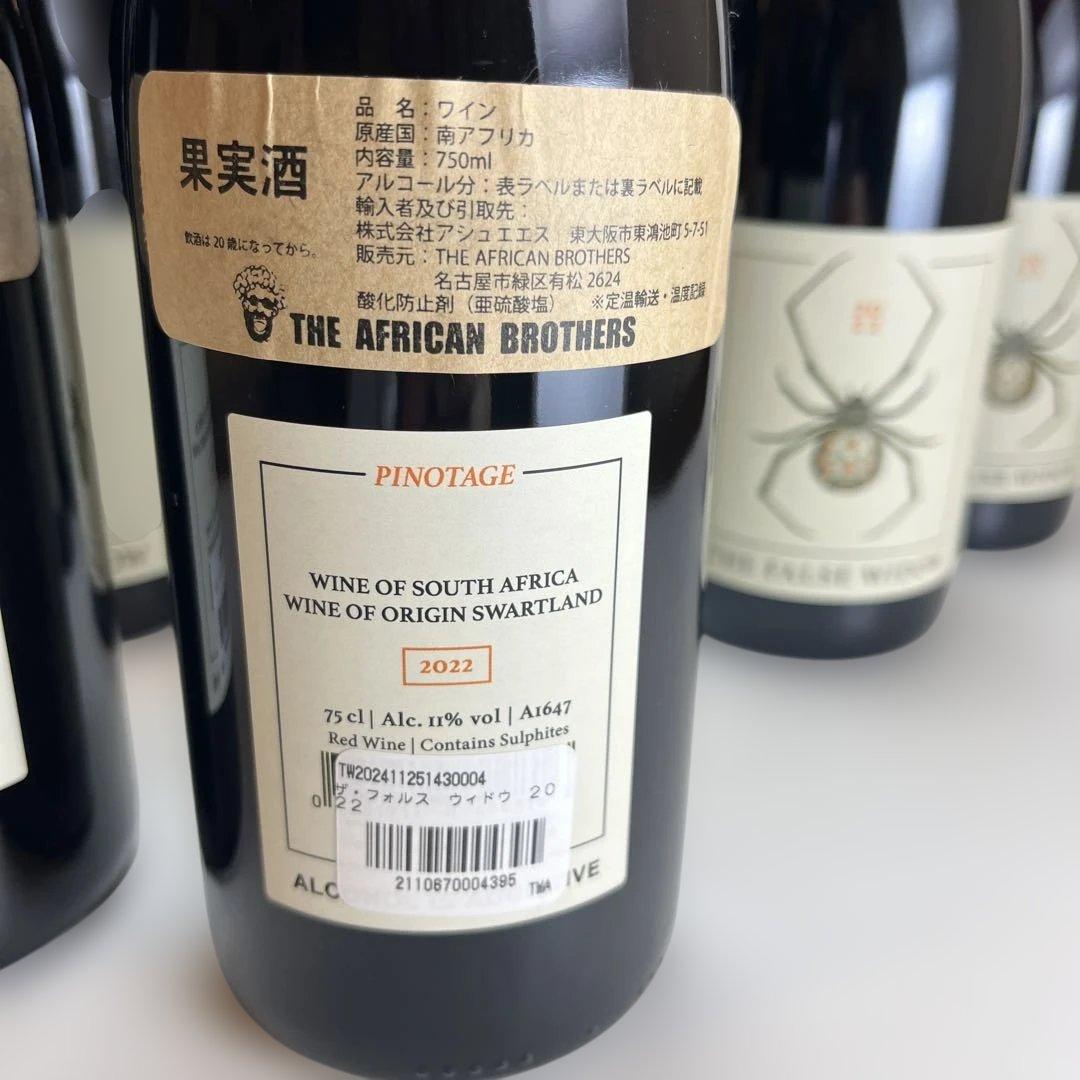 果実酒
飲酒は20歳になってから。
品　名：ワイン
原産国：南アフリカ
内容量：750ml
アルコール分：表ラベルまたは裏ラベルに記載
輸入者及び引取先：
株式会社アシュエエス　東大阪市東鴻池町5-7-51
販売元：THE AFRICAN BROTHERS
名古屋市緑区有松2624
酸化防止剤（亜硫酸塩）　※定温輸送・温度記録
THE AFRICAN BROTHERS
PINOTAGE
WINE OF SOUTH AFRICA
WINE OF ORIGIN SWARTLAND
2022
75 cl | Alc. 11% vol | A1647
Red Wine | Contains Sulphites
TW202411251430004
ザ・フォルス　ウィドウ　20
22
0
2110670004395 TWA
THE FALSE WIDOW